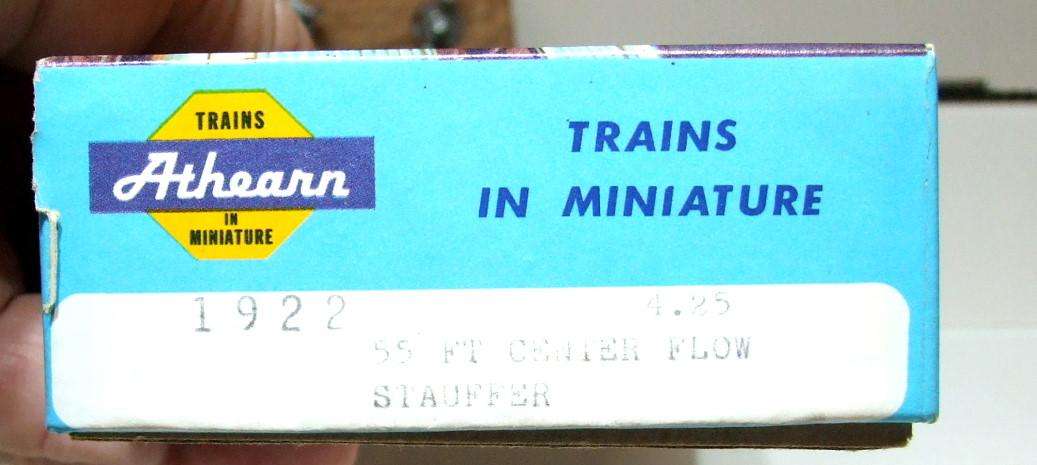 TRAINS
Athearn
IN
MINIATURE
TRAINS
IN MINIATURE
1922 4.25
55 FT CENTER FLOW
STAUFFER